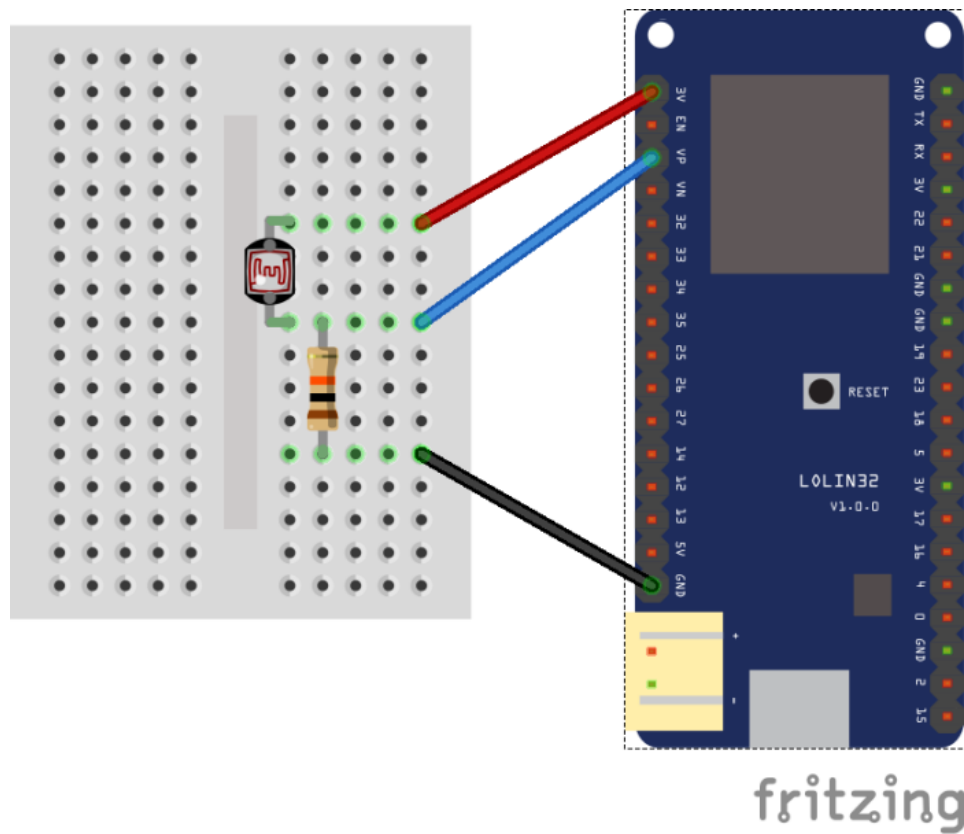 3V
EN
VP
VN
32
33
34
35
25
26
27
14
12
13
5V
GND
GND
TX
RX
3V
22
21
GND
GND
19
23
18
5
3V
17
16
4
0
GND
2
15
RESET
LOLIN32
V1.0.0
+
-
fritzing